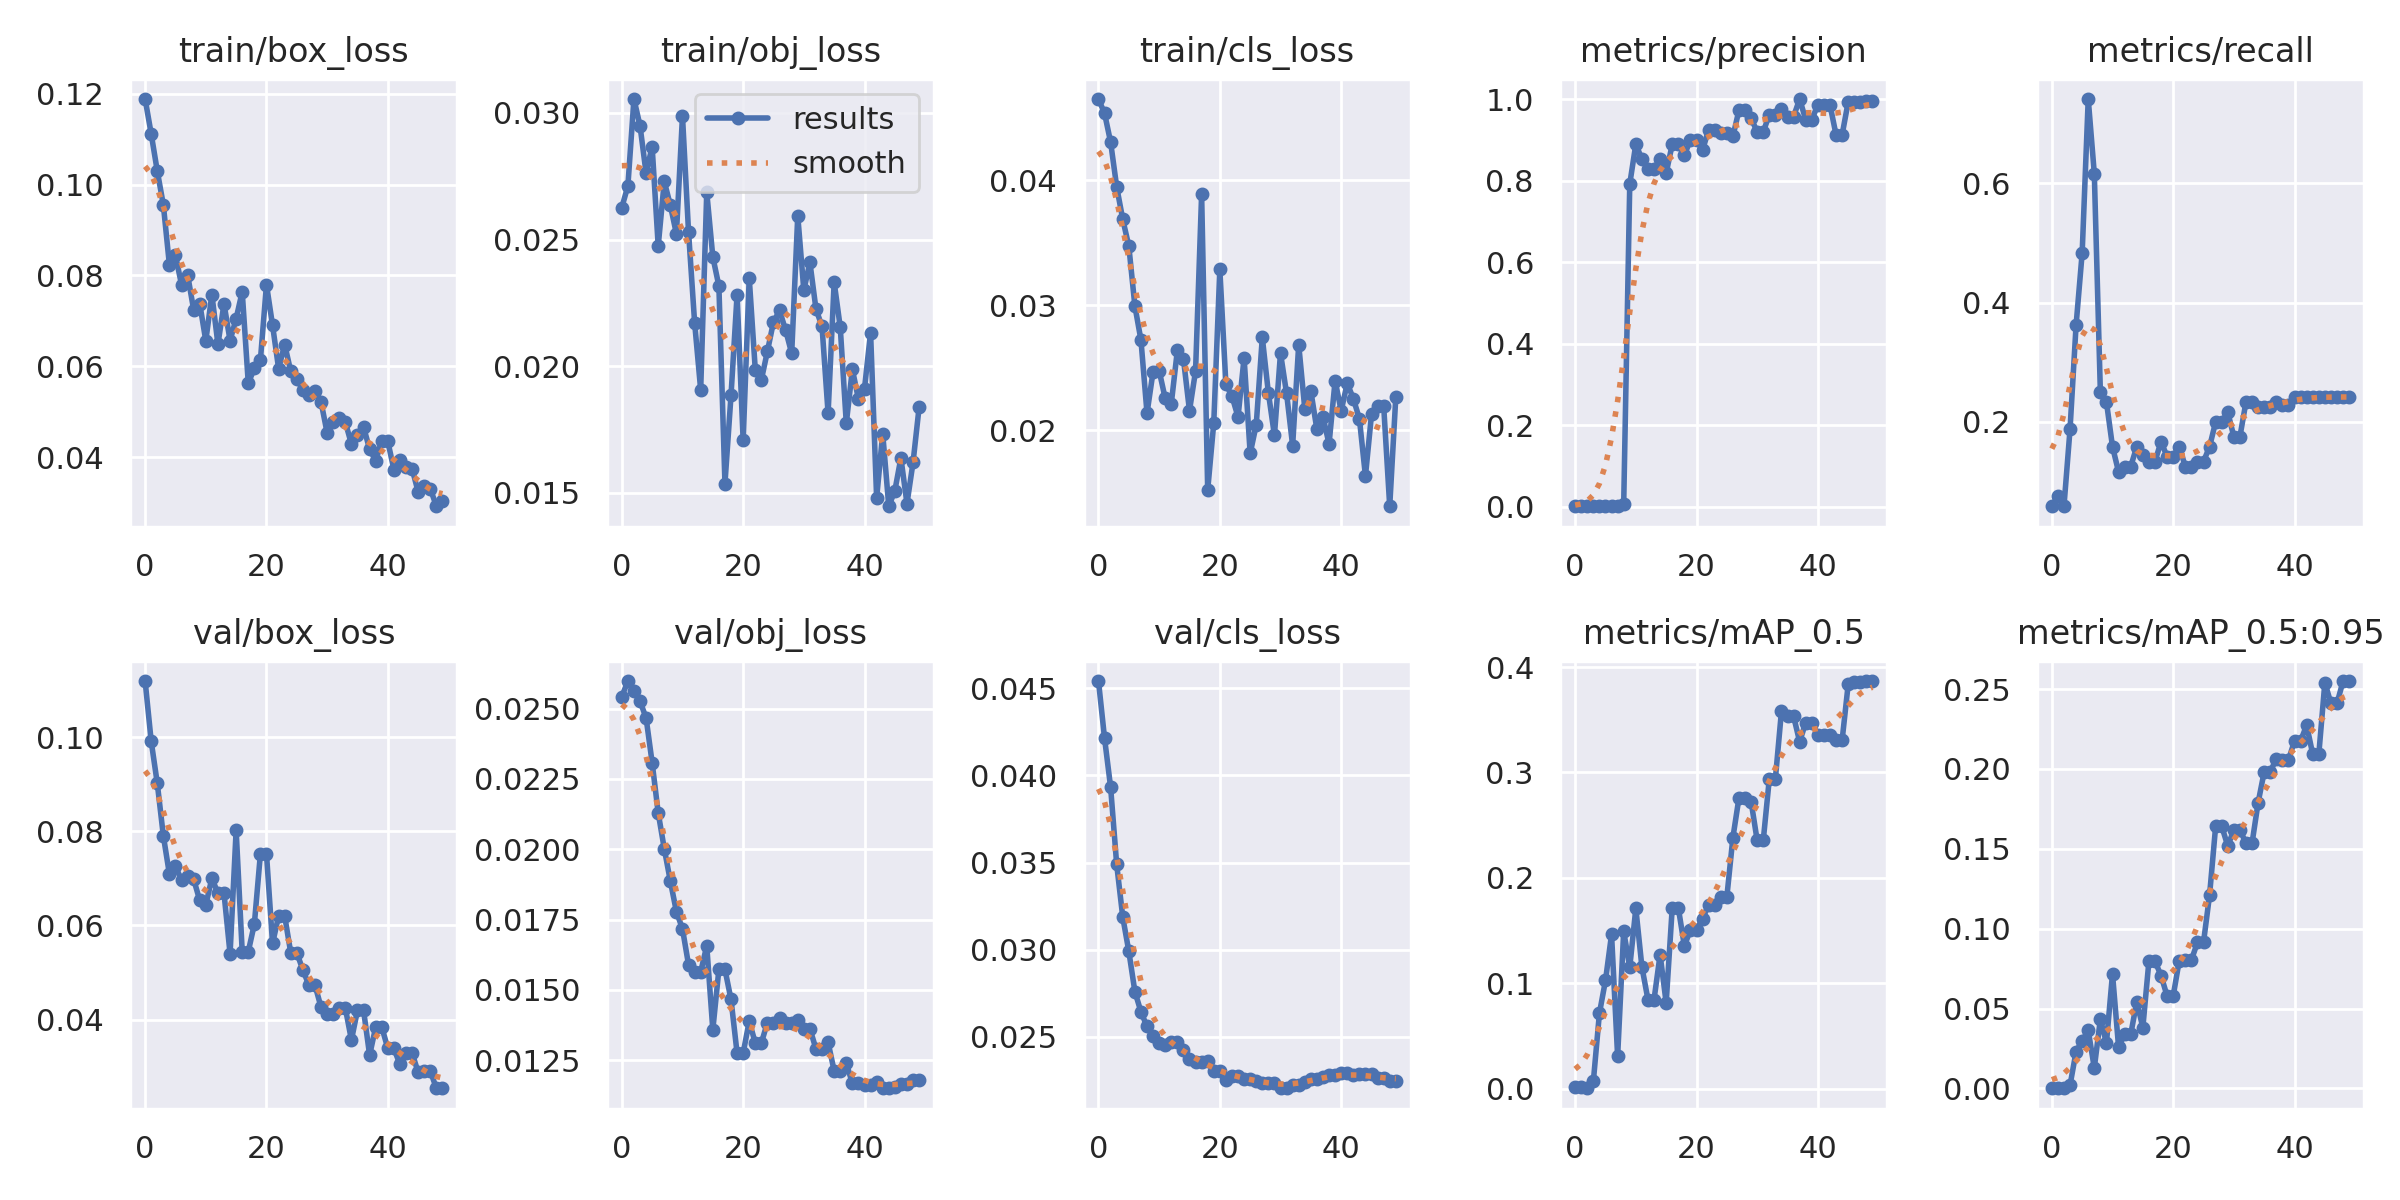 train/box_loss
train/obj_loss
train/cls_loss
metrics/precision
metrics/recall
0.12
0.10
0.08
0.06
0.04
0 20 40
0.030
0.025
0.020
0.015
0 20 40
results
smooth
0.04
0.03
0.02
0 20 40
1.0
0.8
0.6
0.4
0.2
0.0
0 20 40
0.6
0.4
0.2
0 20 40
val/box_loss
val/obj_loss
val/cls_loss
metrics/mAP_0.5
metrics/mAP_0.5:0.95
0.10
0.08
0.06
0.04
0 20 40
0.0250
0.0225
0.0200
0.0175
0.0150
0.0125
0 20 40
0.045
0.040
0.035
0.030
0.025
0 20 40
0.4
0.3
0.2
0.1
0.0
0 20 40
0.25
0.20
0.15
0.10
0.05
0.00
0 20 40